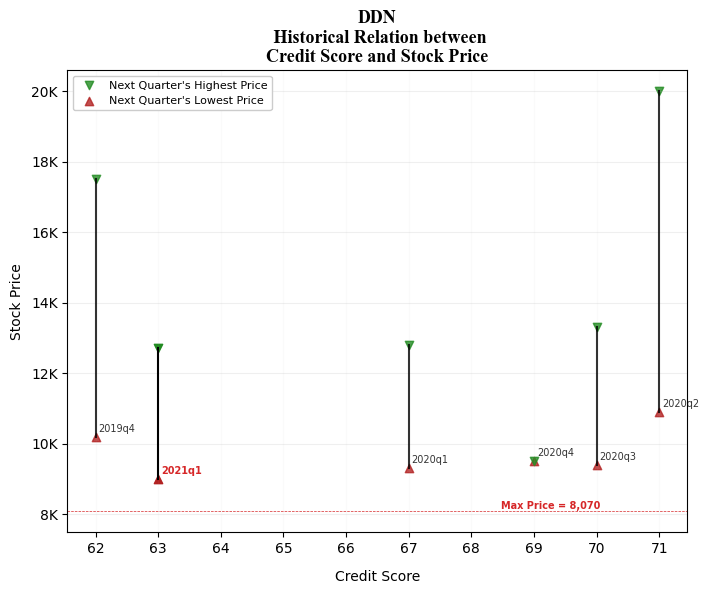 DDN
Historical Relation between
Credit Score and Stock Price
Next Quarter's Highest Price
Next Quarter's Lowest Price
20K
18K
16K
14K
12K
10K
8K
Stock Price
2019q4
2021q1
2020q1
2020q4
2020q3
2020q2
Max Price = 8,070
62 63 64 65 66 67 68 69 70 71
Credit Score